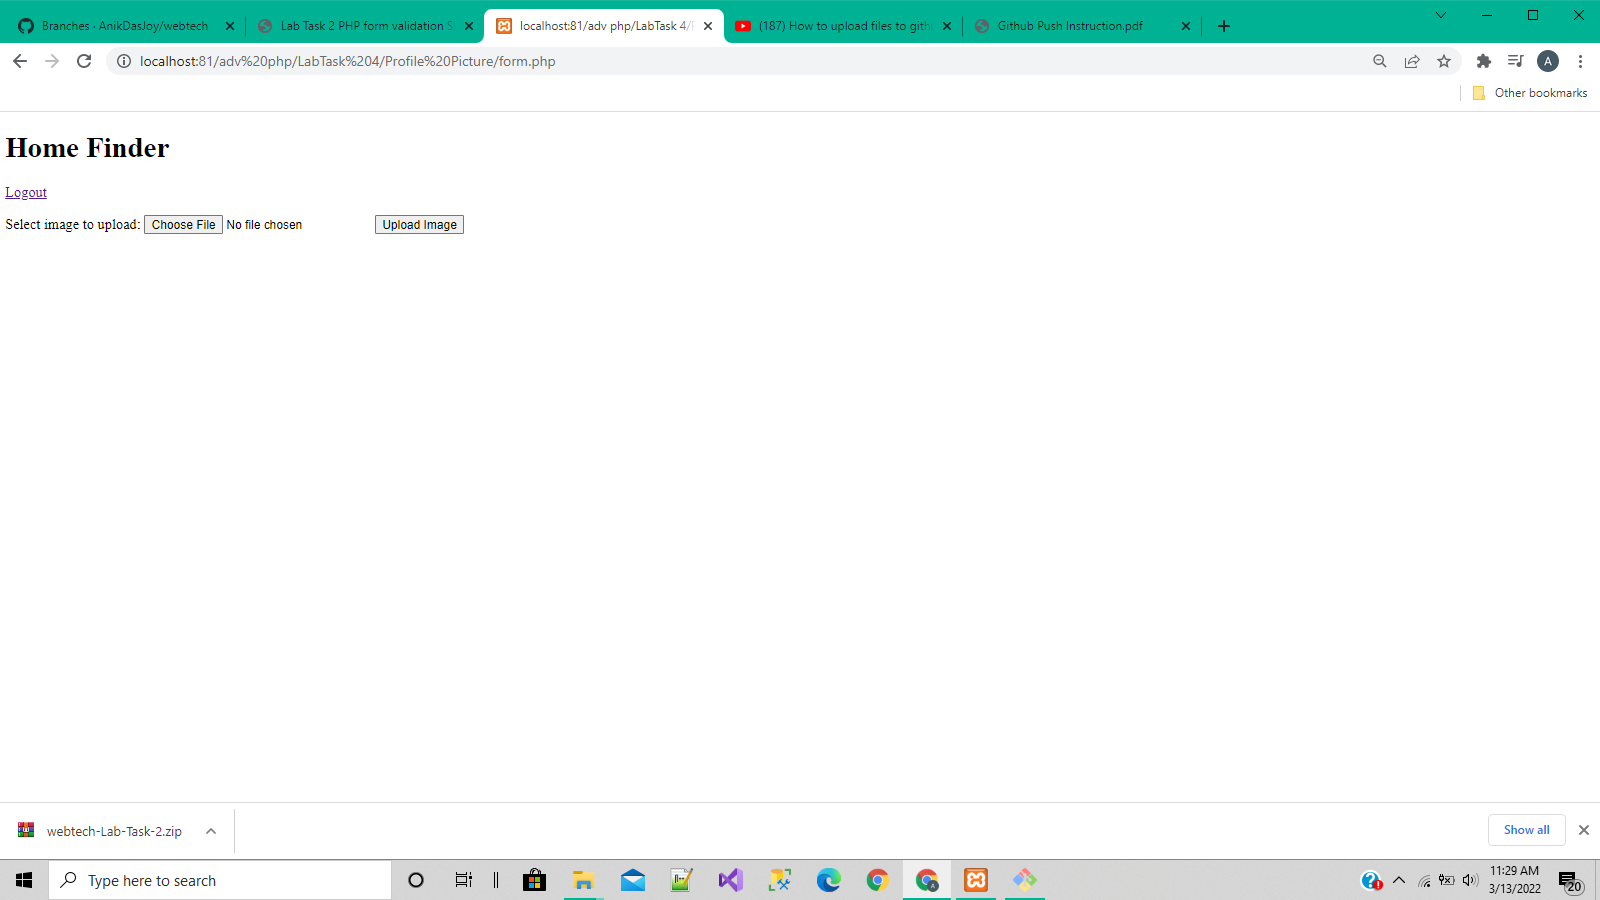 Branches · AnikDasJoy/webtech
Lab Task 2 PHP form validation
localhost:81/adv php/LabTask 4/
(187) How to upload files to
Github Push Instruction.pdf
localhost:81/adv%20php/LabTask%204/Profile%20Picture/form.php
A
Other bookmarks
Home Finder
Logout
Select image to upload: Choose File No file chosen Upload Image
webtech-Lab-Task-2.zip
Show all
Type here to search
A
11:29 AM
3/13/2022
20